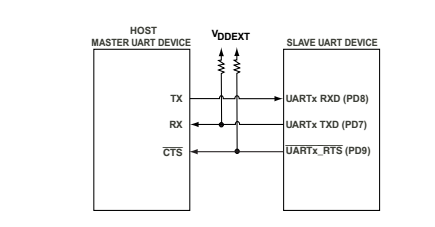 HOST
MASTER UART DEVICE
VDDEXT
SLAVE UART DEVICE
TX
UARTx RXD (PD8)
RX
UARTx TXD (PD7)
CTS
UARTx_RTS (PD9)